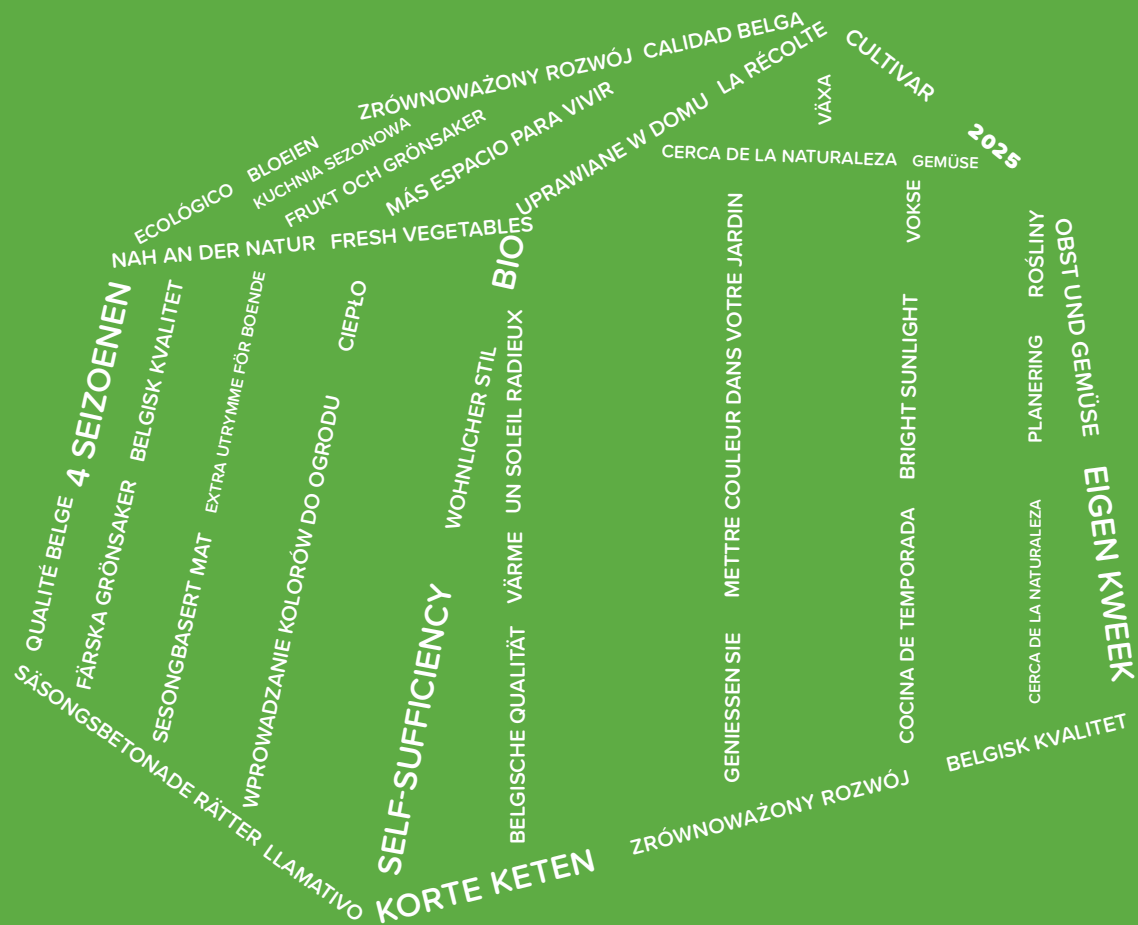 CALIDAD BELGA
ZRÓWNOWAŻONY ROZWÓJ
LA RÉCOLTE
CULTIVAR
VÄXA
2025
BLOEIEN
ECOLÓGICO
KUCHNIA SEZONOWA
FRUKT OCH GRÖNSAKER
MÁS ESPACIO PARA VIVIR
UPRAWIANE W DOMU
CERCA DE LA NATURALEZA
GEMÜSE
NAH AN DER NATUR
FRESH VEGETABLES
4 SEIZOENEN
QUALITÉ BELGE
BELGISK KVALITET
FÄRSKA GRÖNSAKER
EXTRA UTRYMME FÖR BOENDE
SESONGBASERT MAT
CIEPŁO
WPROWADZANIE KOLORÓW DO OGRODU
BIO
WOHNLICHER STIL
SELF-SUFFICIENCY
UN SOLEIL RADIEUX
VÄRME
BELGISCHE QUALITÄT
METTRE COULEUR DANS VOTRE JARDIN
GENIESSEN SIE
VOKSE
BRIGHT SUNLIGHT
COCINA DE TEMPORADA
ROŚLINY
PLANERING
CERCA DE LA NATURALEZA
OBST UND GEMÜSE
EIGEN KWEEK
SÄSONGSBETONADE RÄTTER
LLAMATIVO
KORTE KETEN
ZRÓWNOWAŻONY ROZWÓJ
BELGISK KVALITET